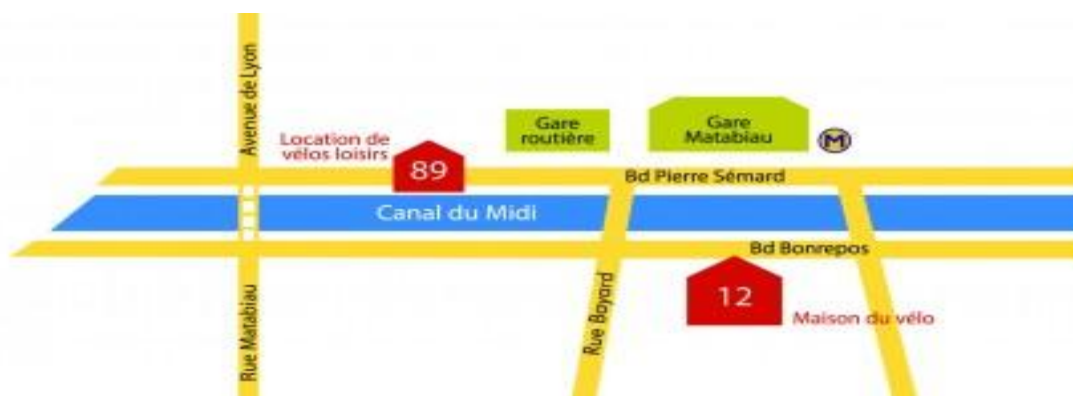 Avenue de Lyon
Location de
vélos loisirs
89
Gare
routière
Gare
Matabiau
M
Bd Pierre Sémard
Canal du Midi
Bd Bonrepos
Rue Matabiau
Rue Bayard
12
Maison du vélo